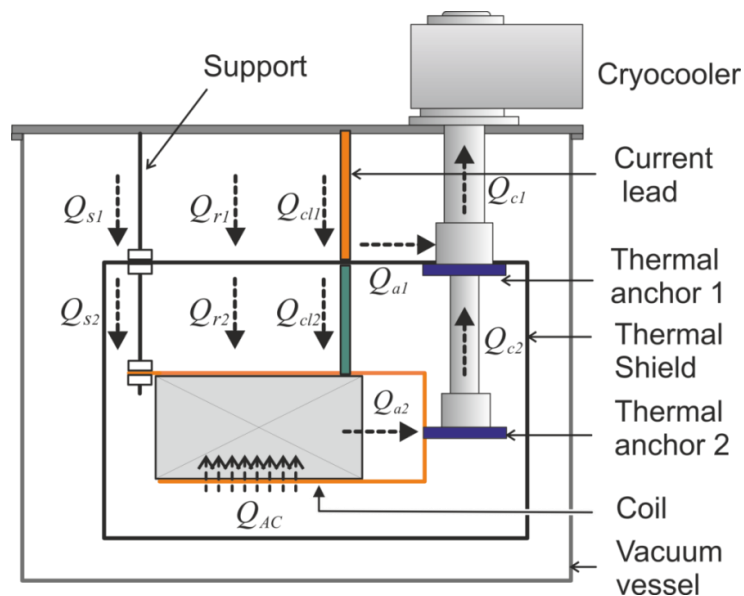 Support
Cryocooler
Current
lead
Q_{c1}
Q_{s1}
Q_{r1}
Q_{cl1}
Q_{a1}
Thermal
anchor 1
Q_{s2}
Q_{r2}
Q_{cl2}
Q_{c2}
Thermal
Shield
Q_{a2}
Thermal
anchor 2
Q_{AC}
Coil
Vacuum
vessel